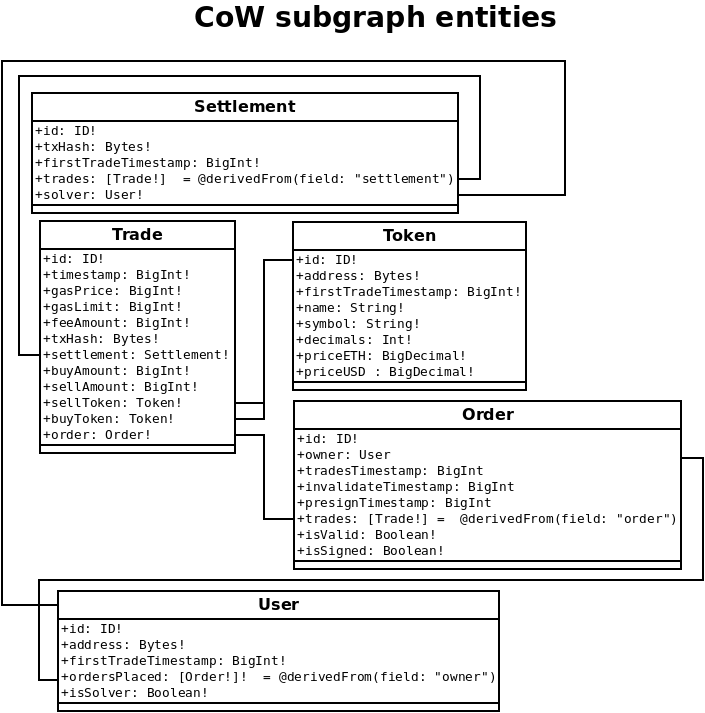 CoW subgraph entities
Settlement
+id: ID!
+txHash: Bytes!
+firstTradeTimestamp: BigInt!
+trades: [Trade!]  = @derivedFrom(field: "settlement")
+solver: User!
Trade
+id: ID!
+timestamp: BigInt!
+gasPrice: BigInt!
+gasLimit: BigInt!
+feeAmount: BigInt!
+txHash: Bytes!
+settlement: Settlement!
+buyAmount: BigInt!
+sellAmount: BigInt!
+sellToken: Token!
+buyToken: Token!
+order: Order!
Token
+id: ID!
+address: Bytes!
+firstTradeTimestamp: BigInt!
+name: String!
+symbol: String!
+decimals: Int!
+priceETH: BigDecimal!
+priceUSD : BigDecimal!
Order
+id: ID!
+owner: User
+tradesTimestamp: BigInt
+invalidateTimestamp: BigInt
+presignTimestamp: BigInt
+trades: [Trade!] =  @derivedFrom(field: "order")
+isValid: Boolean!
+isSigned: Boolean!
User
+id: ID!
+address: Bytes!
+firstTradeTimestamp: BigInt!
+ordersPlaced: [Order!]!  = @derivedFrom(field: "owner")
+isSolver: Boolean!